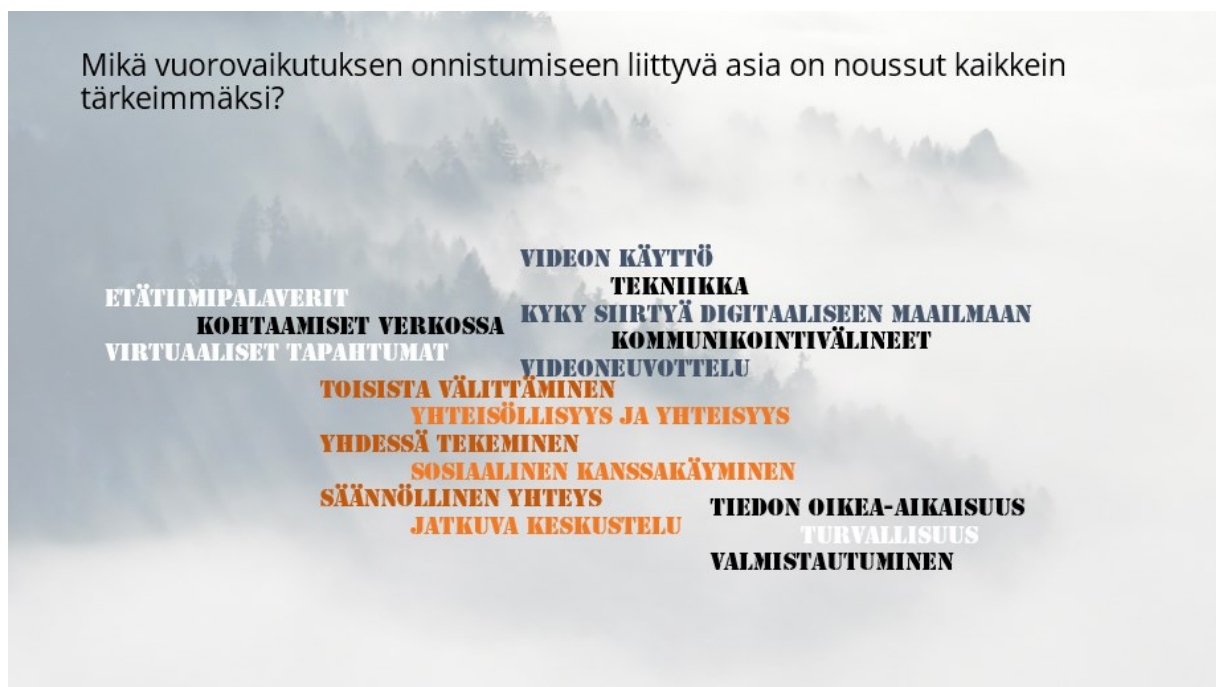 Mikä vuorovaikutuksen onnistumiseen liittyvä asia on noussut kaikkein
tärkeimmäksi?
ETÄTIIMIPALAVERIT
KOHTAAMISET VERKOSSA
VIRTUAALISET TAPAHTUMAT
VIDEON KÄYTTÖ
TEKNIIKKA
KYKY SIIRTYÄ DIGITAALISEEN MAAILMAAN
KOMMUNIKOINTIVÄLINEET
VIDEONEUVOTTELU
TOISISTA VÄLITTÄMINEN
YHTEISÖLLISYYS JA YHTEISYYS
YHDESSÄ TEKEMINEN
SOSIAALINEN KANSSAKÄYMINEN
SÄÄNNÖLLINEN YHTEYS
JATKUVA KESKUSTELU
TIEDON OIKEA-AIKAISUUS
TURVALLISUUS
VALMISTAUTUMINEN